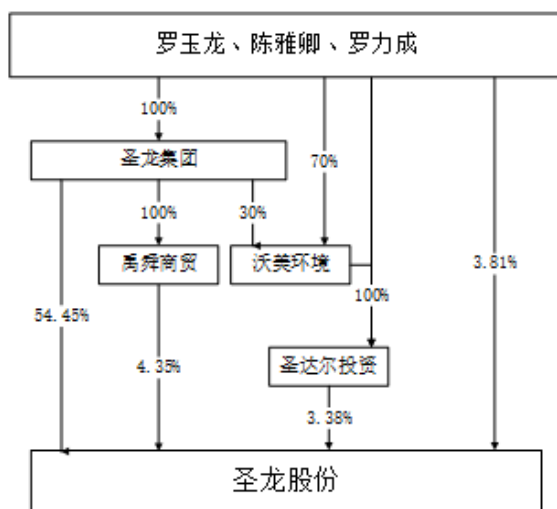 罗玉龙、陈雅卿、罗力成
100%
圣龙集团
70%
100%
30%
禹舜商贸
沃美环境
3.81%
100%
54.45%
4.35%
圣达尔投资
3.38%
圣龙股份